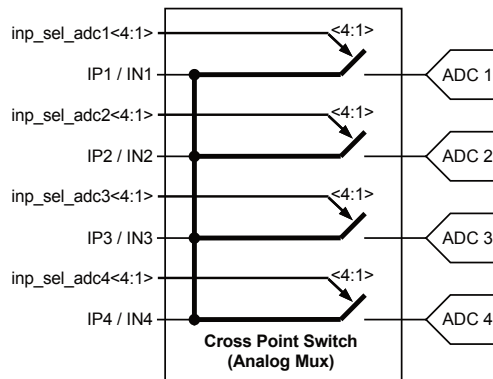 inp_sel_adc1<4:1>
<4:1>
IP1 / IN1
ADC 1
inp_sel_adc2<4:1>
<4:1>
IP2 / IN2
ADC 2
inp_sel_adc3<4:1>
<4:1>
IP3 / IN3
ADC 3
inp_sel_adc4<4:1>
<4:1>
IP4 / IN4
ADC 4
Cross Point Switch
(Analog Mux)